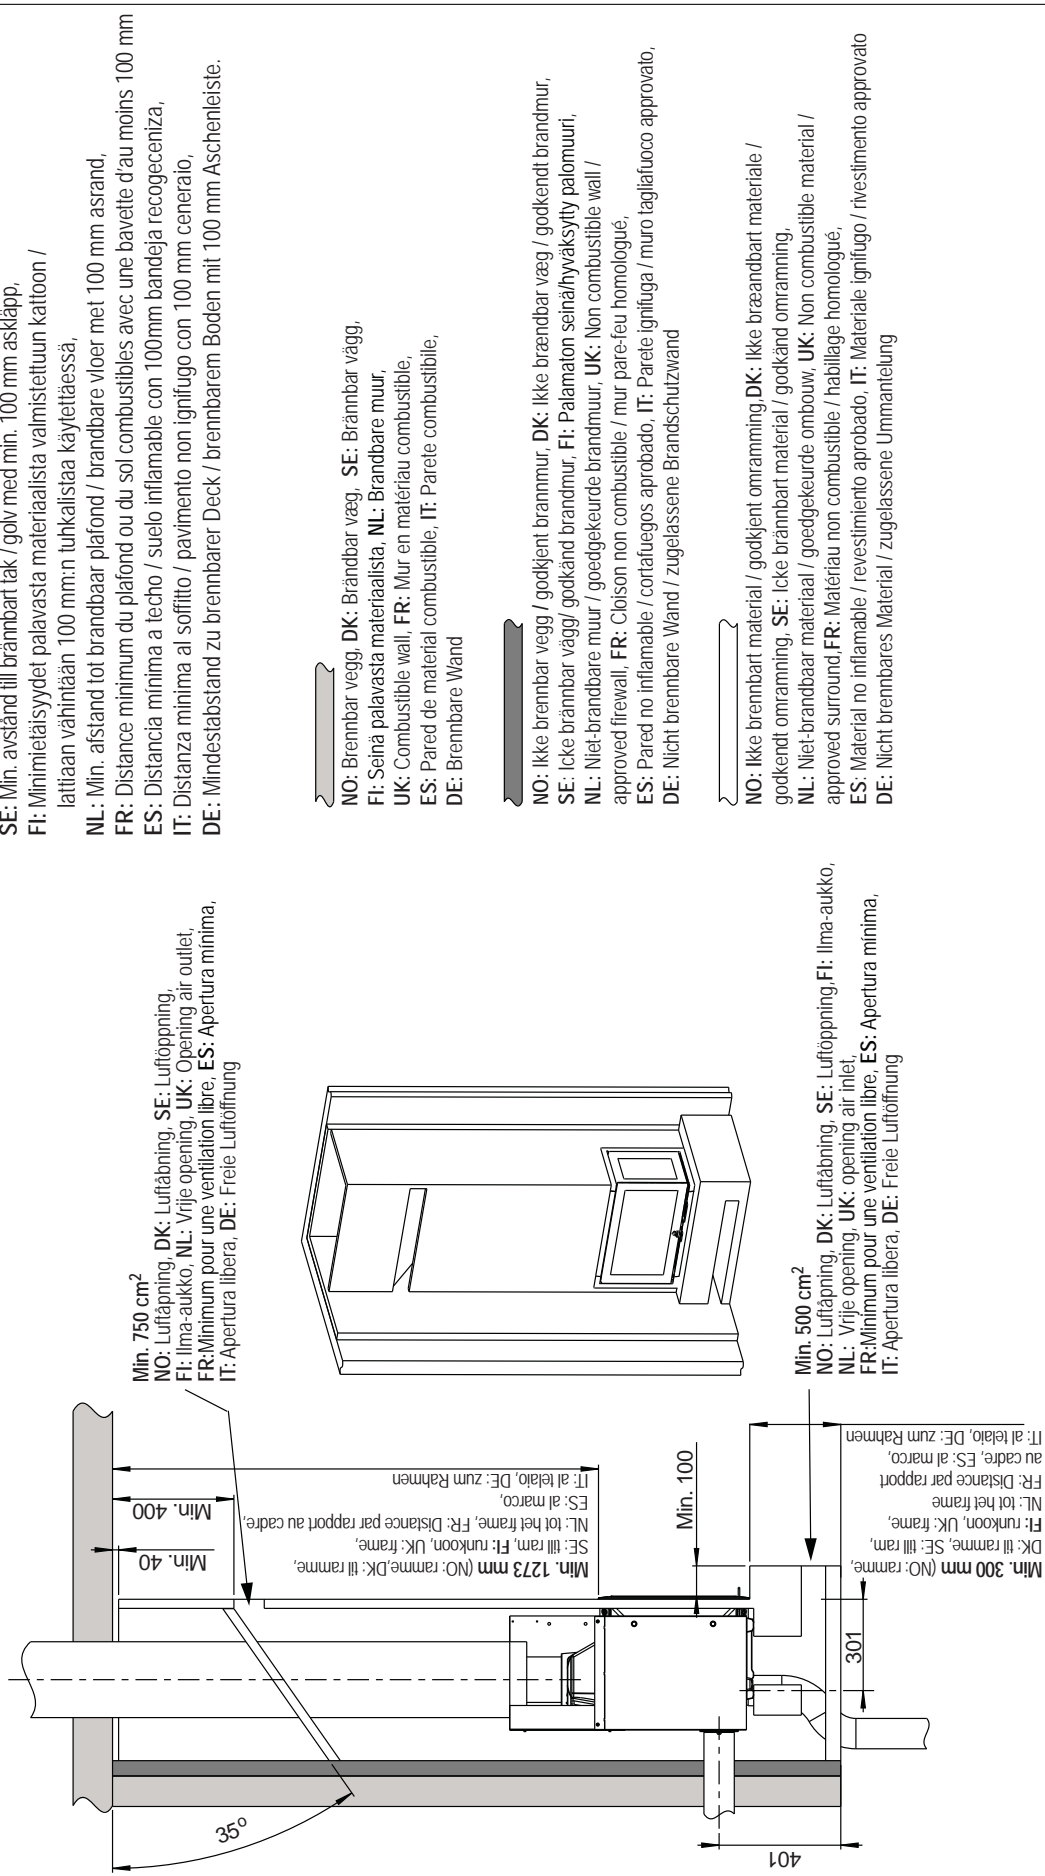 SE: Min. avstånd till brännbart tak / golv med min. 100 mm askläpp,
FI: Minimietäisyydet palavasta materiaalista valmistettuun kattoon /
lattiaan vähintään 100 mm:n tuhkalistaa käytettäessä,
NL: Min. afstand tot brandbaar plafond / brandbare vloer met 100 mm asrand,
FR: Distance minimum du plafond ou du sol combustibles avec une bavette d'au moins 100 mm
ES: Distancia mínima a techo / suelo inflamable con 100mm bandeja recogeceniza,
IT: Distanza minima al soffitto / pavimento non ignifugo con 100 mm ceneraio,
DE: Mindestabstand zu brennbarer Deck / brennbarem Boden mit 100 mm Aschenleiste.
NO: Brennbar vegg, DK: Brändbar væg, SE: Brännbar vägg,
FI: Seinä palavasta materiaalista, NL: Brandbare mur,
UK: Combustible wall, FR: Mur en matériau combustible,
ES: Pared de material combustible, IT: Parete combustibile,
DE: Brennbare Wand
NO: Ikke brennbar vegg / godkjent brannmur, DK: Ikke brændbar væg / godkendt brandmur,
SE: Icke brännbar vägg/ godkänd brandmur, FI: Palamaton seinä/hyväksytty palomuuri,
NL: Niet-brandbare muur / goedgekeurde brandmuur, UK: Non combustible wall /
approved firewall, FR: Cloison non combustible / mur pare-feu homologué,
ES: Pared no inflamable / cortafuegos aprobado, IT: Parete ignifuga / muro tagliafuoco approvato,
DE: Nicht brennbare Wand / zugelassene Brandschutzwand
NO: Ikke brennbart material / godkjent omramming,DK: Ikke bræandbart materiale /
godkendt omramning, SE: Icke brännbart material / godkänd omramning,
NL: Niet-brandbaar materiaal / goedgekeurde ombouw, UK: Non combustible material /
approved surround,FR: Matériau non combustible / habillage homologué,
ES: Material no inflamable / revestimiento aprobado, IT: Materiale ignifugo / rivestimento approvato
DE: Nicht brennbares Material / zugelassene Ummantelung
Min. 750 cm²
NO: Luftåpning, DK: Luftåbning, SE: Luftöppning,
FI: Ilma-aukko, NL: Vrije opening, UK: Opening air outlet,
FR:Minimum pour une ventilation libre, ES: Apertura mínima,
IT: Apertura libera, DE: Freie Luftöffnung
Min. 500 cm²
NO: Luftåpning, DK: Luftåbning, SE: Luftöppning,FI: Ilma-aukko,
NL: Vrije opening, UK: opening air inlet,
FR:Minimum pour une ventilation libre, ES: Apertura mínima,
IT: Apertura libera, DE: Freie Luftöffnung
Min. 40
Min. 400
Min. 1273 mm (NO: ramme,DK: til ramme,
SE: till ram, FI: runkoon, UK: frame,
NL: tot het frame, FR: Distance par rapport au cadre,
ES: al marco,
IT: al telaio, DE: zum Rahmen
Min. 100
Min. 300 mm (NO: ramme,
DK: til ramme, SE: till ram,
FI: runkoon, UK: frame,
NL: tot het frame
FR: Distance par rapport
au cadre, ES: al marco,
IT: al telaio, DE: zum Rahmen
301
401
35°